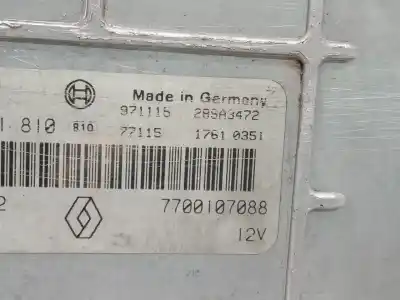 Made in Germany
971115 28SA3472
1 810 810 77115 1761 0351
2 7700107088
12V